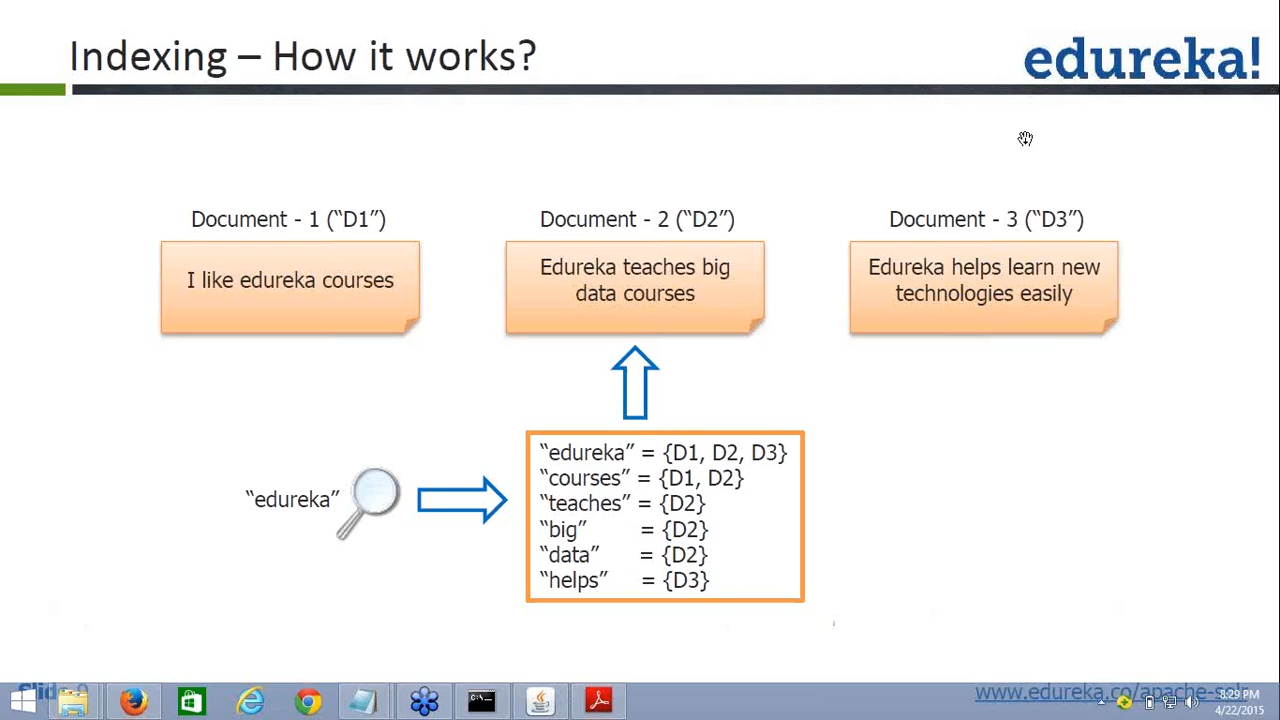 Indexing – How it works?
edureka!
Document - 1 (“D1”)
Document - 2 (“D2”)
Document - 3 (“D3”)
I like edureka courses
Edureka teaches big
data courses
Edureka helps learn new
technologies easily
“edureka”
“edureka” = {D1, D2, D3}
“courses” = {D1, D2}
“teaches” = {D2}
“big” = {D2}
“data” = {D2}
“helps” = {D3}
www.edureka.co/apache-solr
8:29 PM
4/22/2015